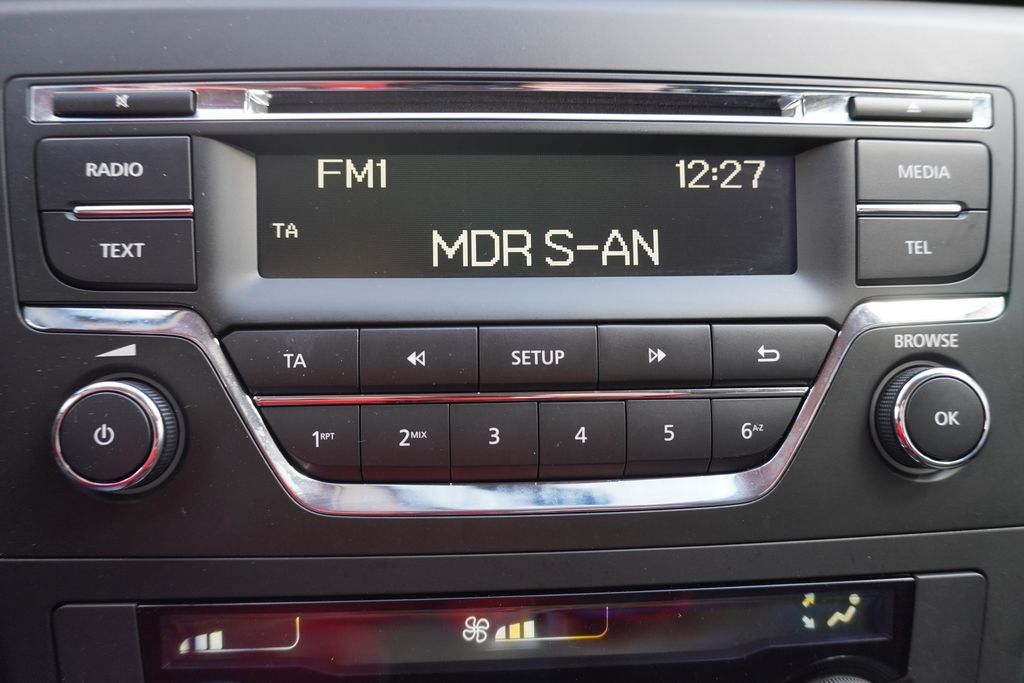 RADIO
TEXT
FM1
12:27
TA
MDR S-AN
MEDIA
TEL
TA
SETUP
BROWSE
OK
1RPT
2MIX
3
4
5
6A-Z